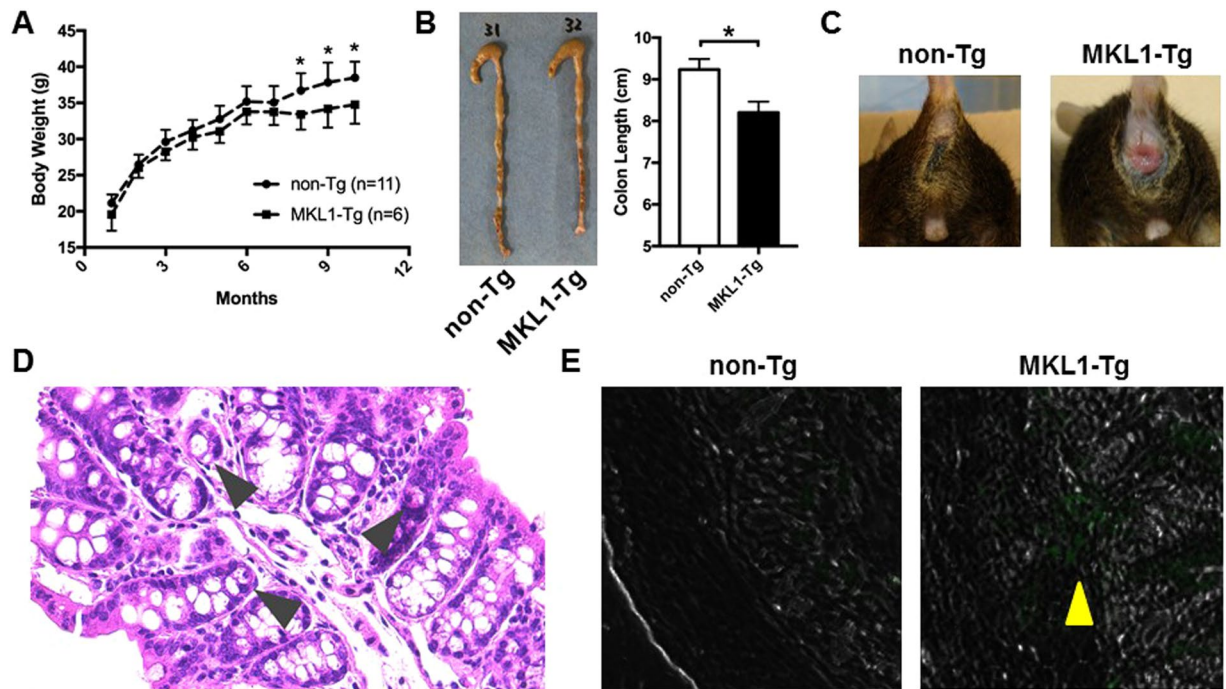 A
Body Weight (g)
45
40
35
30
25
20
15
* * *
non-Tg (n=11)
MKL1-Tg (n=6)
0 3 6 9 12
Months
B
31 32
non-Tg
MKL1-Tg
Colon Length (cm)
10
9
8
7
6
5
*
non-Tg
MKL1-Tg
C
non-Tg MKL1-Tg
D
E
non-Tg MKL1-Tg